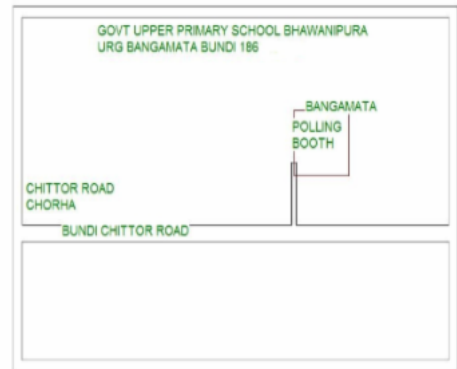 GOVT UPPER PRIMARY SCHOOL BHAWANIPURA
URG BANGAMATA BUNDI 186
BANGAMATA
POLLING
BOOTH
CHITTOR ROAD
CHORHA
BUNDI CHITTOR ROAD